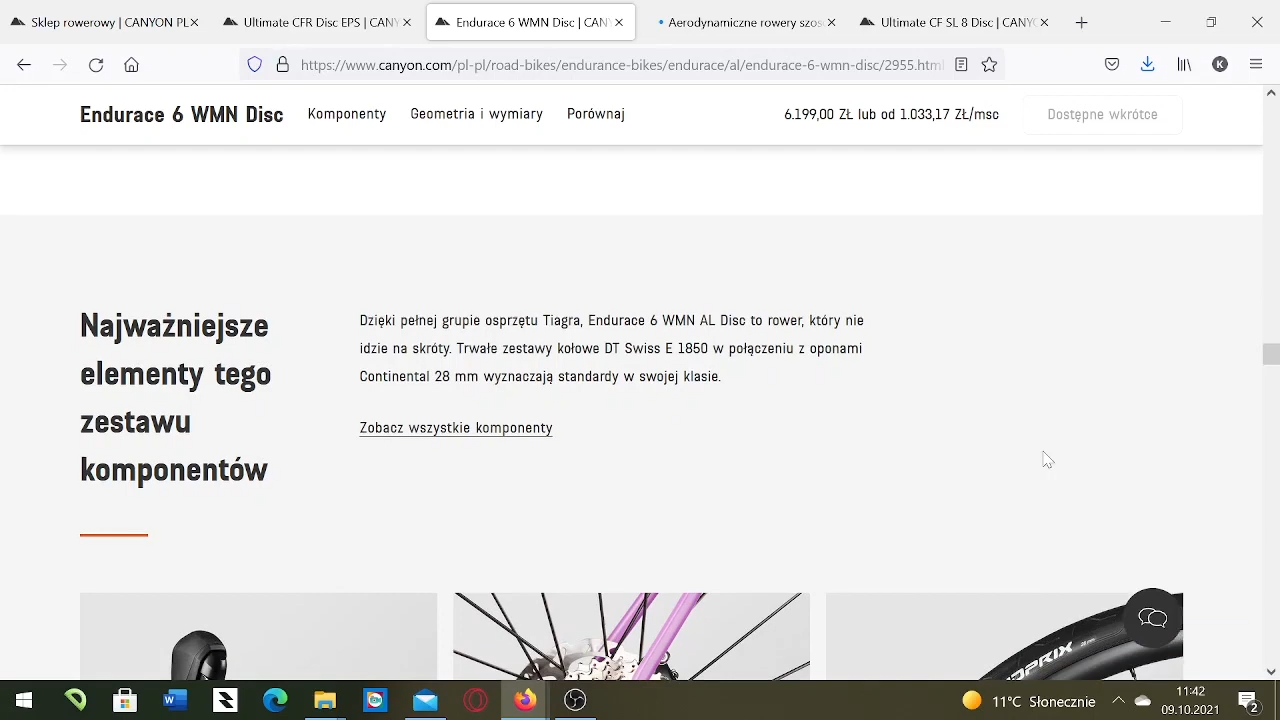 Sklep rowerowy | CANYON PL
Ultimate CFR Disc EPS | CANY
Endurace 6 WMN Disc | CAN
Aerodynamiczne rowery szos
Ultimate CF SL 8 Disc | CANYO
https://www.canyon.com/pl-pl/road-bikes/endurance-bikes/endurace/al/endurace-6-wmn-disc/2955.html
K
Endurace 6 WMN Disc
Komponenty
Geometria i wymiary
Porównaj
6.199,00 ZŁ lub od 1.033,17 ZŁ/msc
Dostępne wkrótce
Najważniejsze
elementy tego
zestawu
komponentów
Dzięki pełnej grupie osprzętu Tiagra, Endurace 6 WMN AL Disc to rower, który nie
idzie na skróty. Trwałe zestawy kołowe DT Swiss E 1850 w połączeniu z oponami
Continental 28 mm wyznaczają standardy w swojej klasie.
Zobacz wszystkie komponenty
11°C Słonecznie
11:42
09.10.2021
2